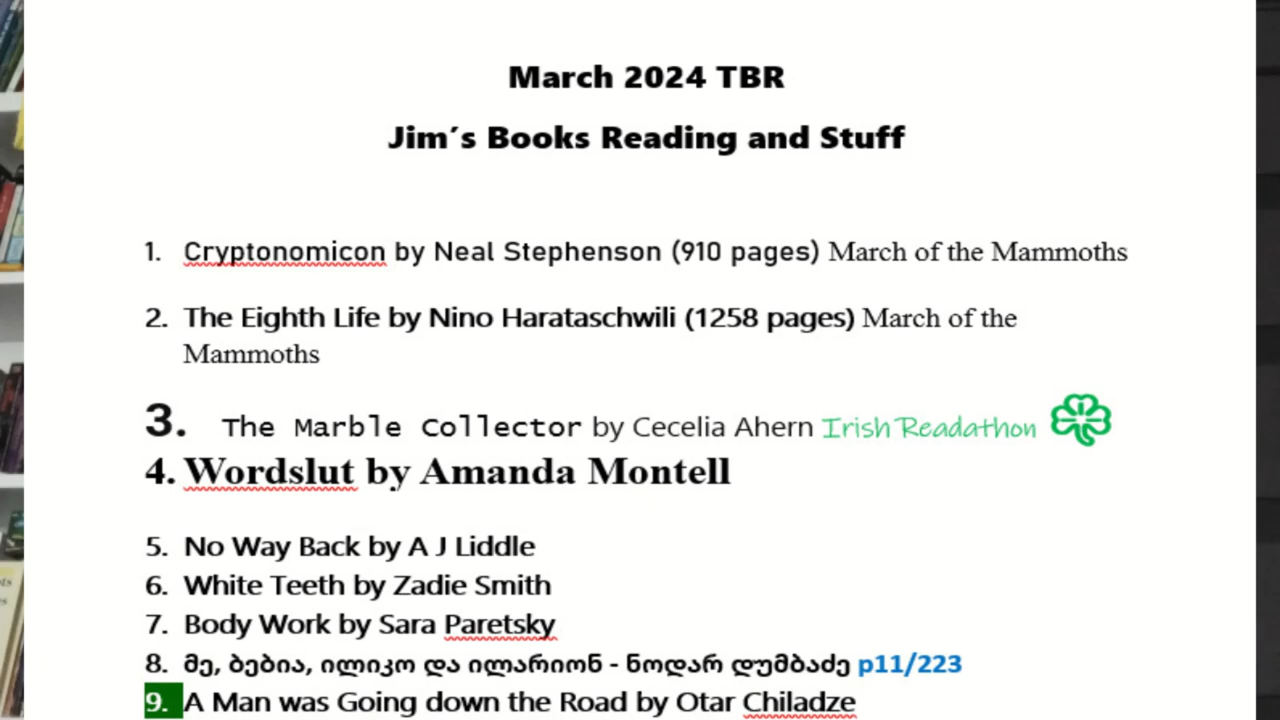 March 2024 TBR
Jim´s Books Reading and Stuff
1. Cryptonomicon by Neal Stephenson (910 pages) March of the Mammoths
2. The Eighth Life by Nino Harataschwili (1258 pages) March of the
Mammoths
3. The Marble Collector by Cecelia Ahern Irish Readathon
4. Wordslut by Amanda Montell
5. No Way Back by A J Liddle
6. White Teeth by Zadie Smith
7. Body Work by Sara Paretsky
8. მე, ბებია, ილიკო და ილარიონ - ნოდარ დუმბაძე p11/223
9. A Man was Going down the Road by Otar Chiladze